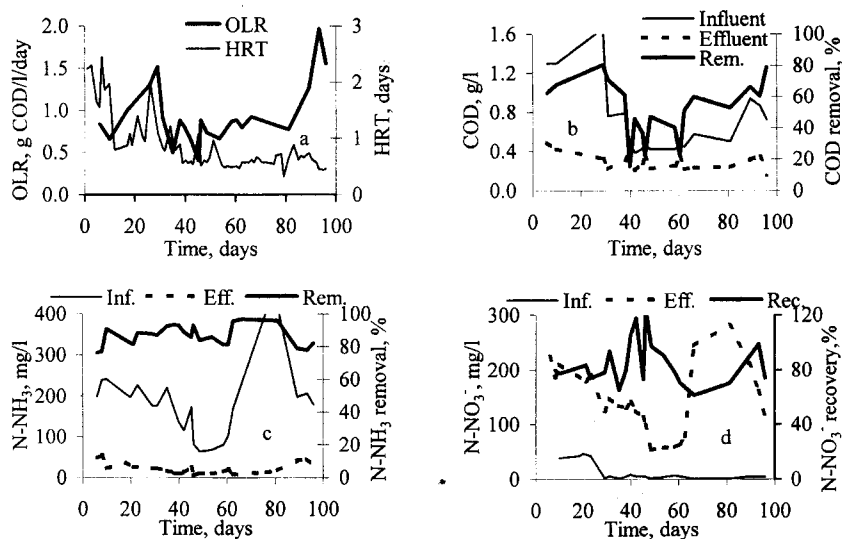 OLR
HRT
OLR, g COD/l/day
2.0
1.5
1.0
0.5
0.0
3
2
1
0
HRT, days
a
0 20 40 60 80 100
Time, days
Influent
Effluent
Rem.
COD, g/l
1.6
1.2
0.8
0.4
0.0
100
80
60
40
20
0
COD removal, %
b
0 20 40 60 80 100
Time, days
Inf. Eff. Rem.
N-NH3, mg/l
400
300
200
100
0
100
80
60
40
20
0
N-NH3 removal, %
c
0 20 40 60 80 100
Time, days
Inf. Eff. Rec.
N-NO3-, mg/l
300
200
100
0
120
80
40
0
N-NO3- recovery,%
d
0 20 40 60 80 100
Time, days